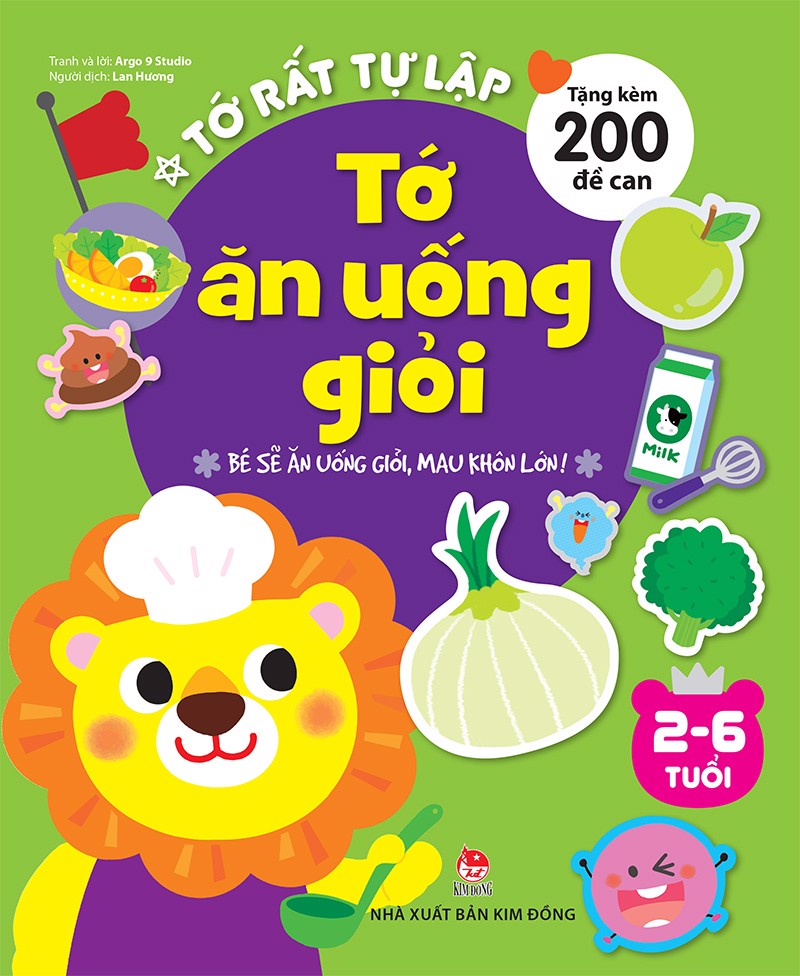 Tranh và lời: Argo 9 Studio
Người dịch: Lan Hương
TỚ RẤT TỰ LẬP
Tặng kèm
200
đề can
Tớ
ăn uống
giỏi
BÉ SẼ ĂN UỐNG GIỎI, MAU KHÔN LỚN!
MILK
2-6
TUỔI
kđ
KIM ĐỒNG
NHÀ XUẤT BẢN KIM ĐỒNG